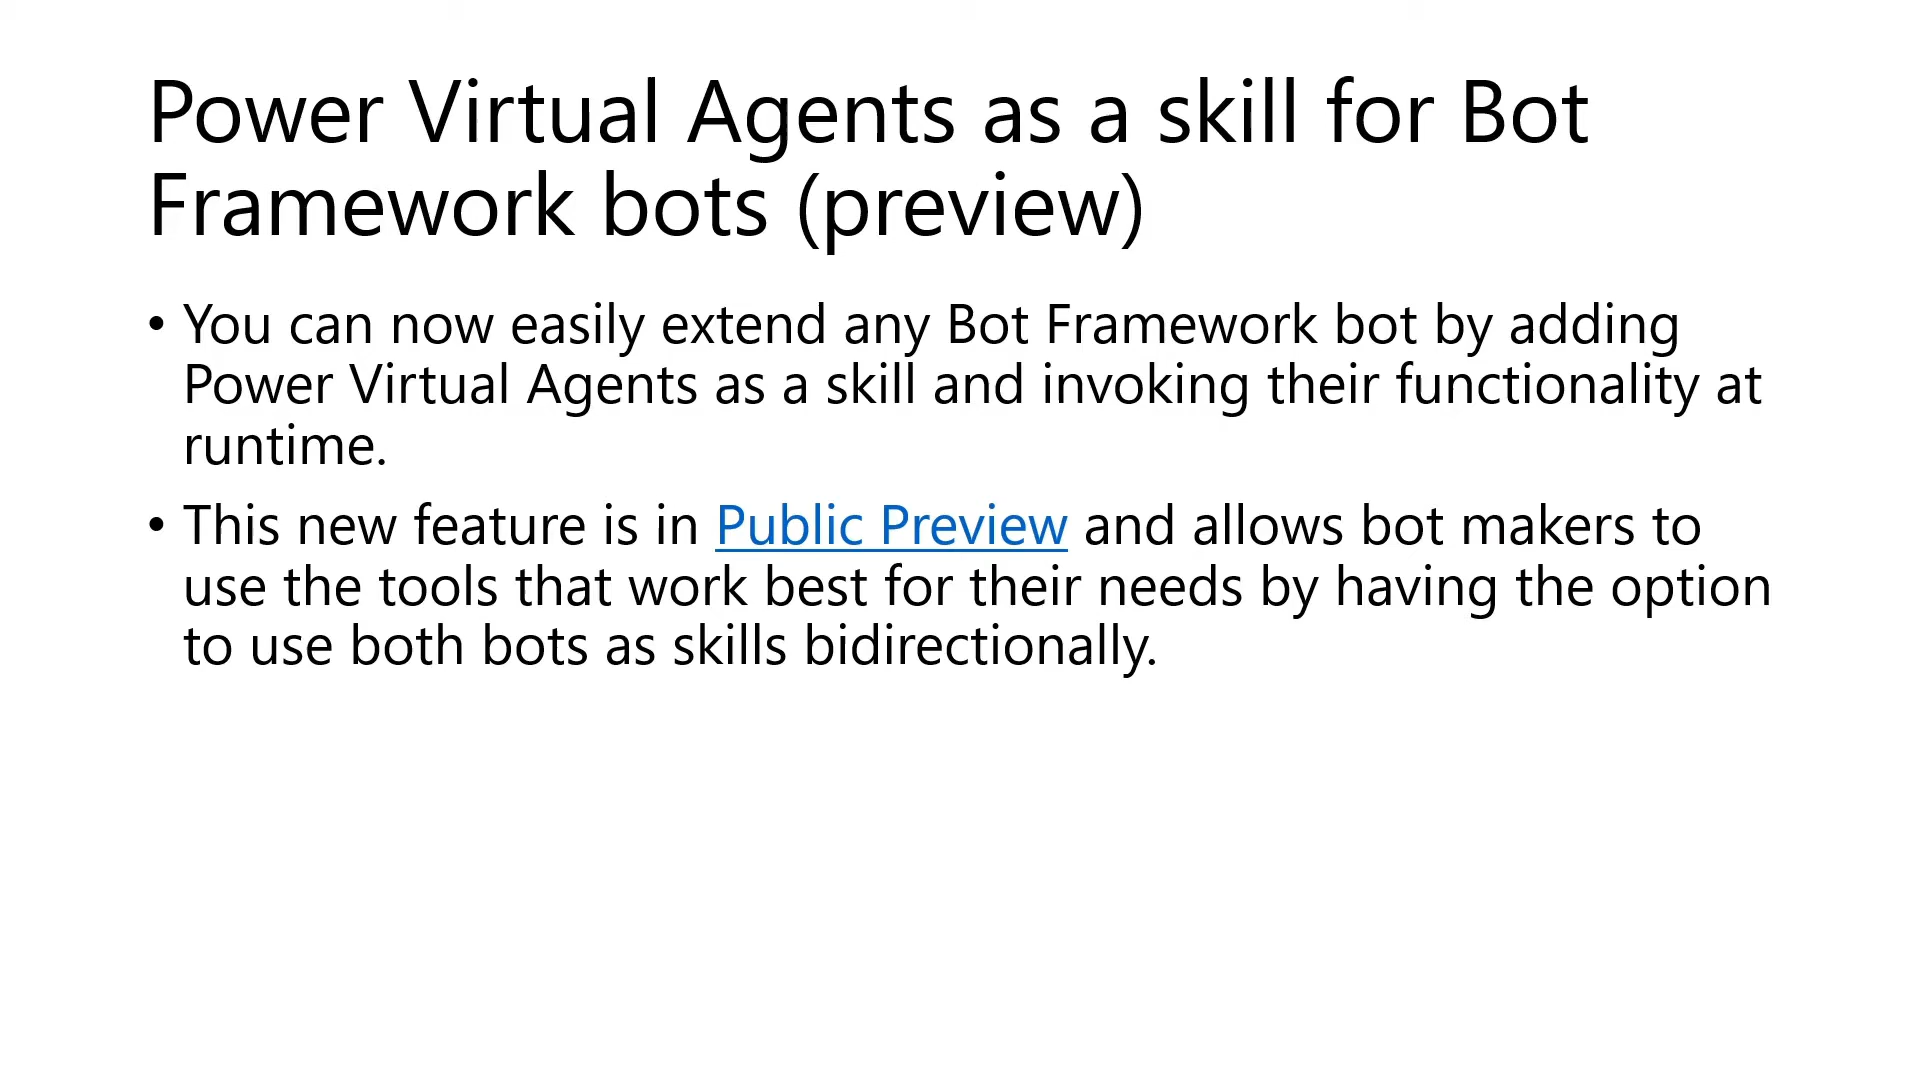 Power Virtual Agents as a skill for Bot
Framework bots (preview)
• You can now easily extend any Bot Framework bot by adding
Power Virtual Agents as a skill and invoking their functionality at
runtime.
• This new feature is in Public Preview and allows bot makers to
use the tools that work best for their needs by having the option
to use both bots as skills bidirectionally.